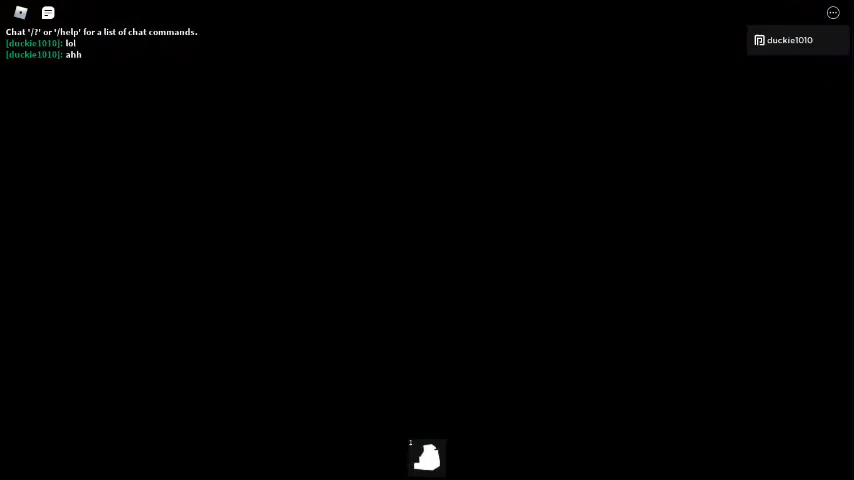 Chat '/?' or '/help' for a list of chat commands.
[duckie1010]: lol
[duckie1010]: ahh
duckie1010
1